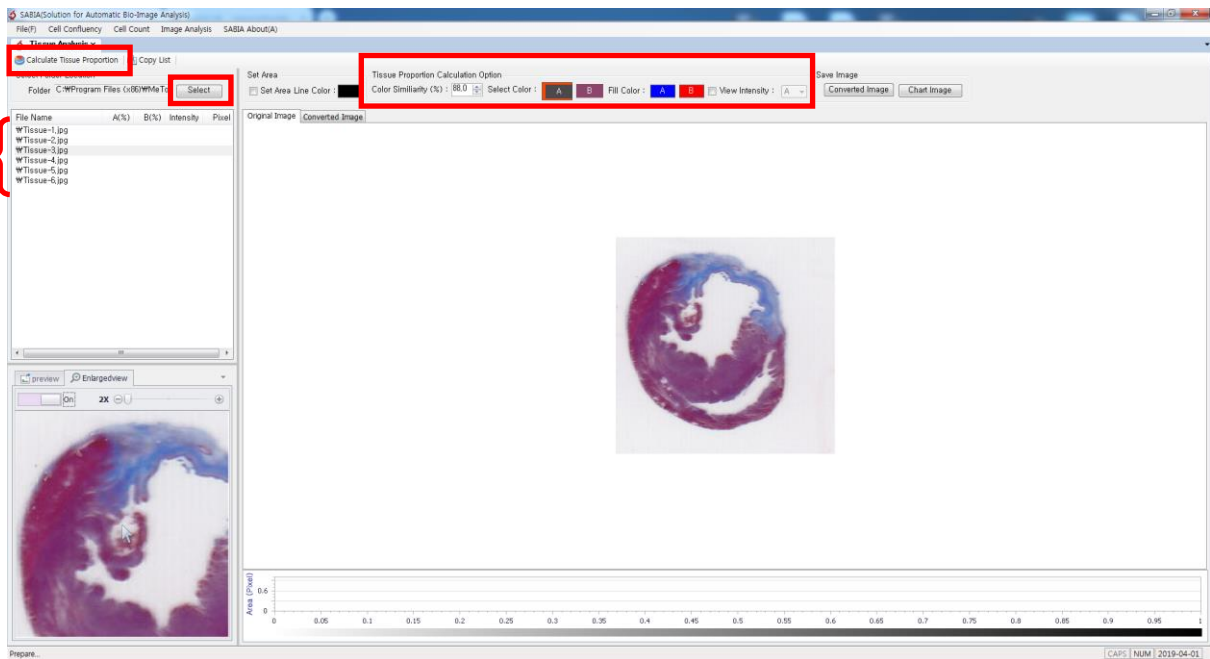 SABIA(Solution for Automatic Bio-Image Analysis)
File(F) Cell Confluency Cell Count Image Analysis SABIA About(A)
Tissue Analysis x
Calculate Tissue Proportion Copy List
Select Folder Location
Folder C:₩Program Files (x86)₩MeTo Select
Set Area
Set Area Line Color :
Tissue Proportion Calculation Option
Color Similiarity (%) : 88,0 Select Color : A B Fill Color : A B View Intensity : A
Save Image
Converted Image Chart Image
File Name A(%) B(%) Intensity Pixel
₩Tissue-1,jpg
₩Tissue-2,jpg
₩Tissue-3,jpg
₩Tissue-4,jpg
₩Tissue-5,jpg
₩Tissue-6,jpg
Original Image Converted Image
preview Enlargedview
On 2X
Area (Pixel)
0.6
0
0 0.05 0.1 0.15 0.2 0.25 0.3 0.35 0.4 0.45 0.5 0.55 0.6 0.65 0.7 0.75 0.8 0.85 0.9 0.95 1
Prepare...
CAPS NUM 2019-04-01